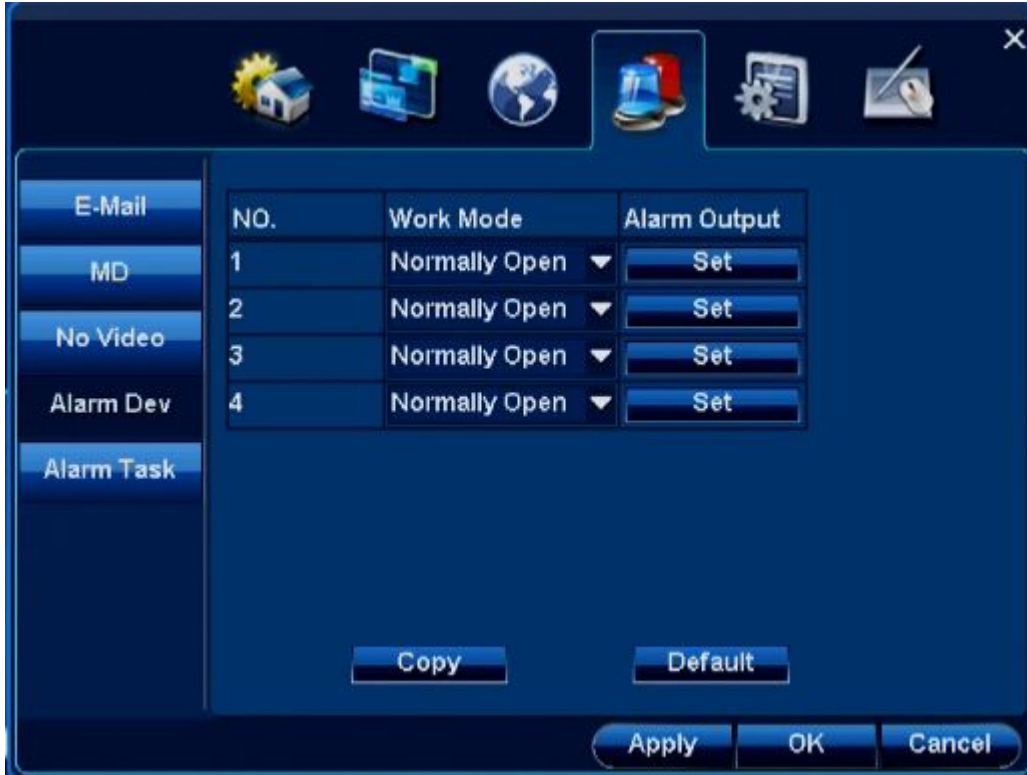 E-Mail
MD
No Video
Alarm Dev
Alarm Task
NO. Work Mode Alarm Output
1 Normally Open Set
2 Normally Open Set
3 Normally Open Set
4 Normally Open Set
Copy Default
Apply OK Cancel